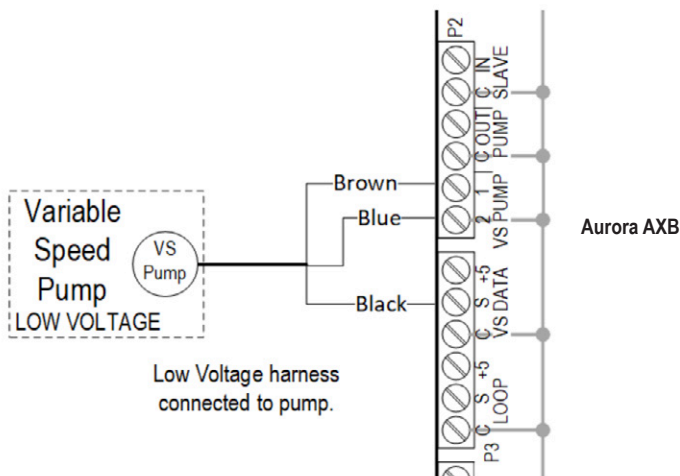 P2
IN
C
SLAVE
OUT
C
PUMP
1
2
VS PUMP
+5
S
C
VS DATA
+5
S
C
LOOP
P3
Brown
Blue
Black
Variable
Speed
Pump
LOW VOLTAGE
VS
Pump
Low Voltage harness
connected to pump.
Aurora AXB